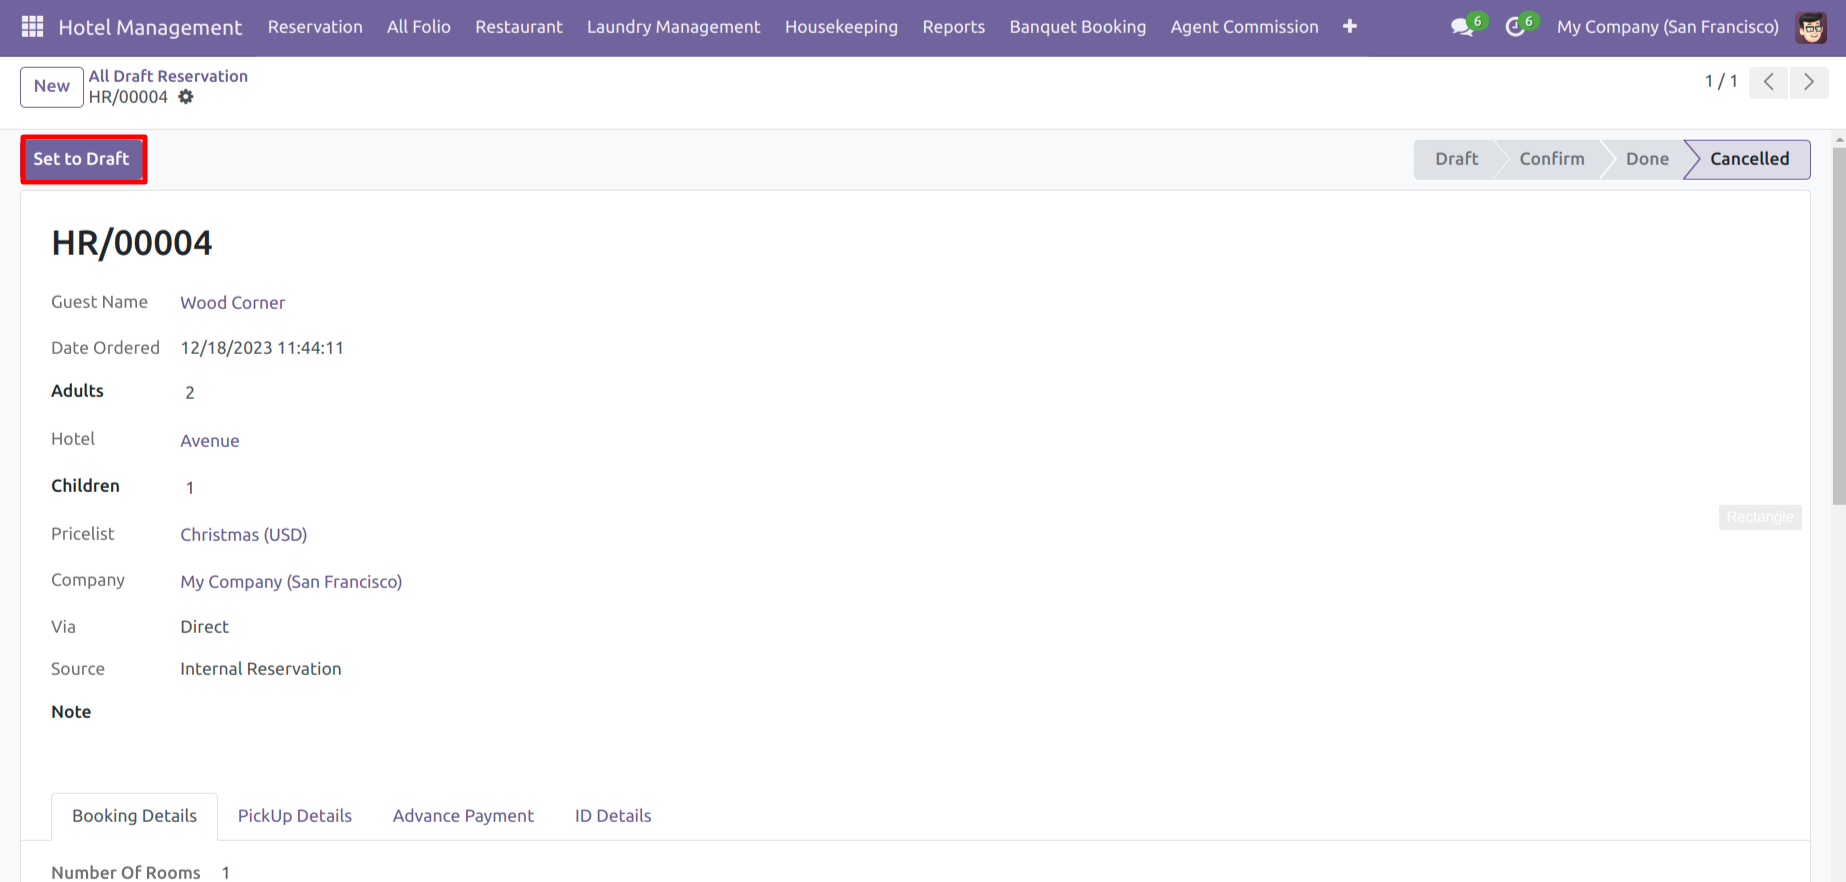 Hotel Management Reservation All Folio Restaurant Laundry Management Housekeeping Reports Banquet Booking Agent Commission 6 6 My Company (San Francisco)
New All Draft Reservation
HR/00004
1 / 1
Set to Draft Draft Confirm Done Cancelled
HR/00004
Guest Name Wood Corner
Date Ordered 12/18/2023 11:44:11
Adults 2
Hotel Avenue
Children 1
Rectangle
Pricelist Christmas (USD)
Company My Company (San Francisco)
Via Direct
Source Internal Reservation
Note
Booking Details PickUp Details Advance Payment ID Details
Number Of Rooms 1